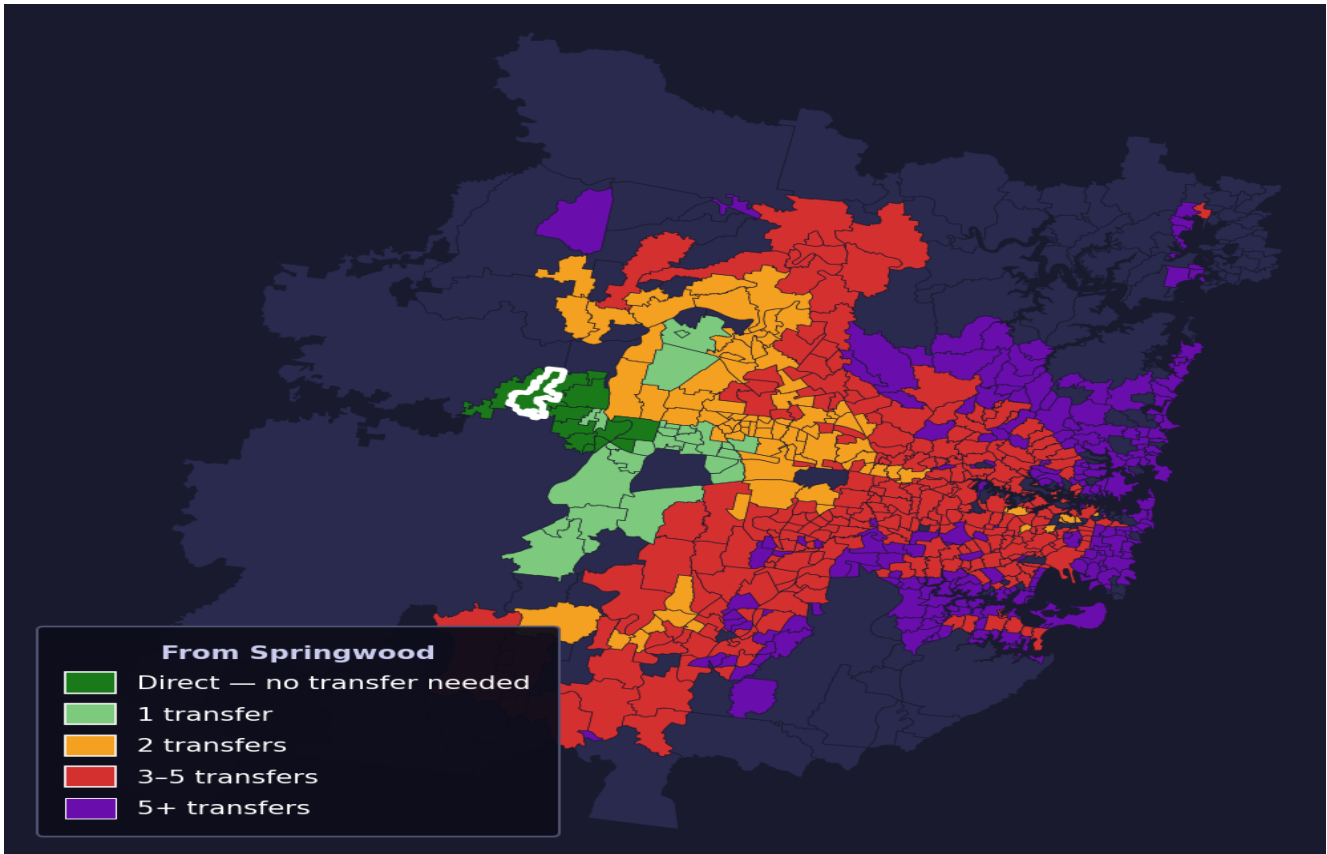 From Springwood
Direct — no transfer needed
1 transfer
2 transfers
3–5 transfers
5+ transfers